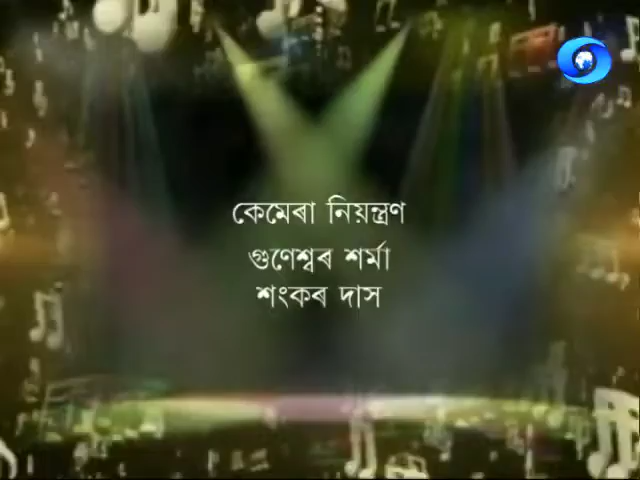 কেমেৰা নিয়ন্ত্ৰণ
গুণেশ্বৰ শৰ্মা
শংকৰ দাস